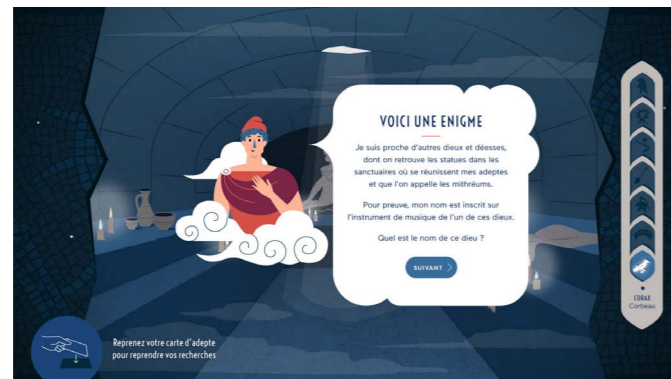 VOICI UNE ENIGME
Je suis proche d'autres dieux et déesses,
dont on retrouve les statues dans les
sanctuaires où se réunissent mes adeptes
et que l'on appelle les mithréums.
Pour preuve, mon nom est inscrit sur
l'instrument de musique de l'un de ces dieux.
Quel est le nom de ce dieu ?
SUIVANT
CORAX
Corbeau
Reprenez votre carte d'adepte
pour reprendre vos recherches